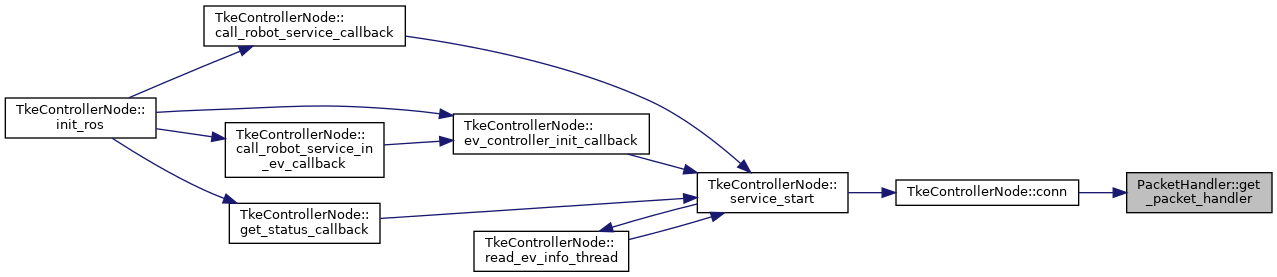 TkeControllerNode::
call_robot_service_callback
TkeControllerNode::
init_ros
TkeControllerNode::
call_robot_service_in
_ev_callback
TkeControllerNode::
get_status_callback
TkeControllerNode::
ev_controller_init_callback
TkeControllerNode::
read_ev_info_thread
TkeControllerNode::
service_start
TkeControllerNode::conn
PacketHandler::get
_packet_handler